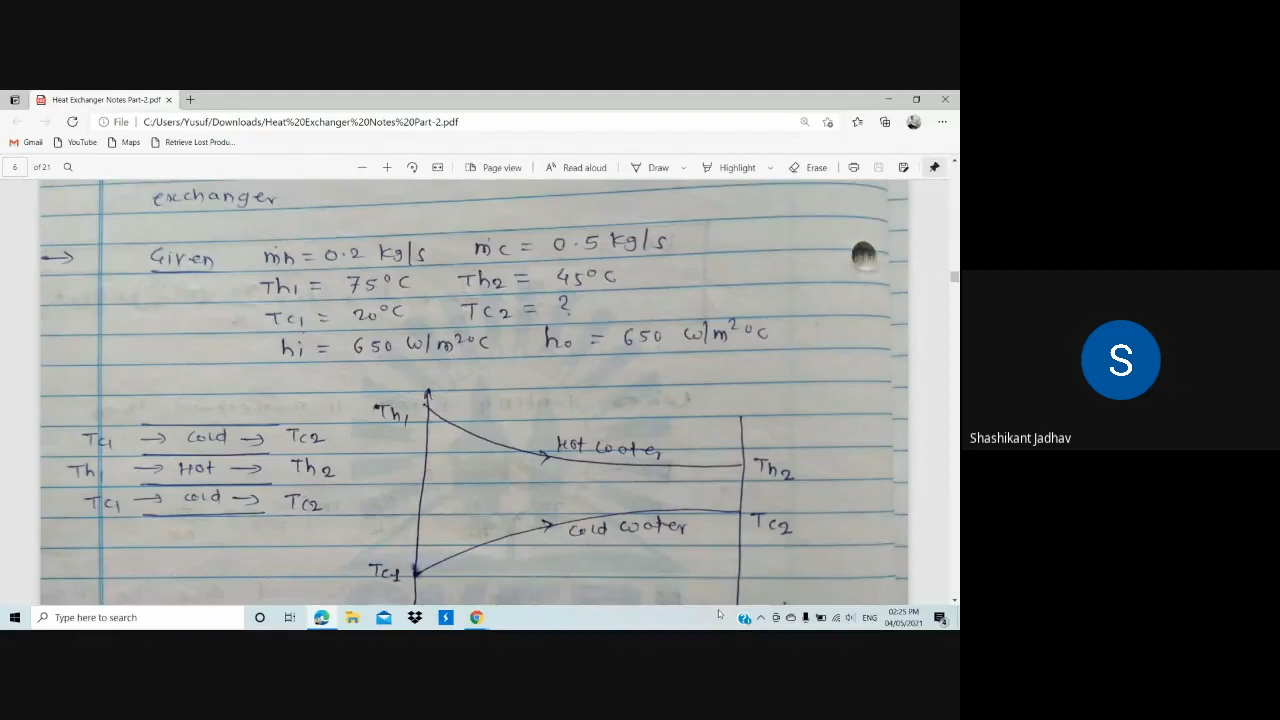 Heat Exchanger Notes Part-2.pdf
File C:/Users/Yusuf/Downloads/Heat%20Exchanger%20Notes%20Part-2.pdf
Gmail YouTube Maps Retrieve Lost Produ...
6 of 21 Page view Read aloud Draw Highlight Erase
exchanger
→ Given ṁh = 0.2 kg/s ṁc = 0.5 kg/s
Th1 = 75°C Th2 = 45°C
Tc1 = 20°C Tc2 = ?
hi = 650 W/m²°C ho = 650 W/m²°C
Th1
Hot water
Tc1 → cold → Tc2
Th1 → Hot → Th2
Th2
Tc1 → cold → Tc2
Tc2
cold water
Tc1
S
Shashikant Jadhav
Type here to search
ENG
02:25 PM
04/05/2021
4